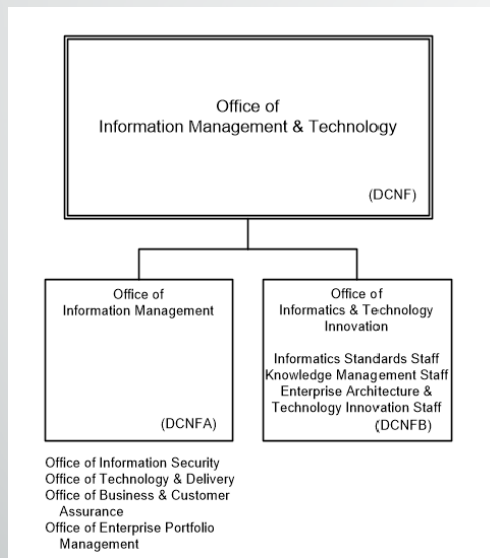 Office of
Information Management & Technology
(DCNF)
Office of
Information Management
(DCNFA)
Office of
Informatics & Technology
Innovation
Informatics Standards Staff
Knowledge Management Staff
Enterprise Architecture &
Technology Innovation Staff
(DCNFB)
Office of Information Security
Office of Technology & Delivery
Office of Business & Customer
Assurance
Office of Enterprise Portfolio
Management